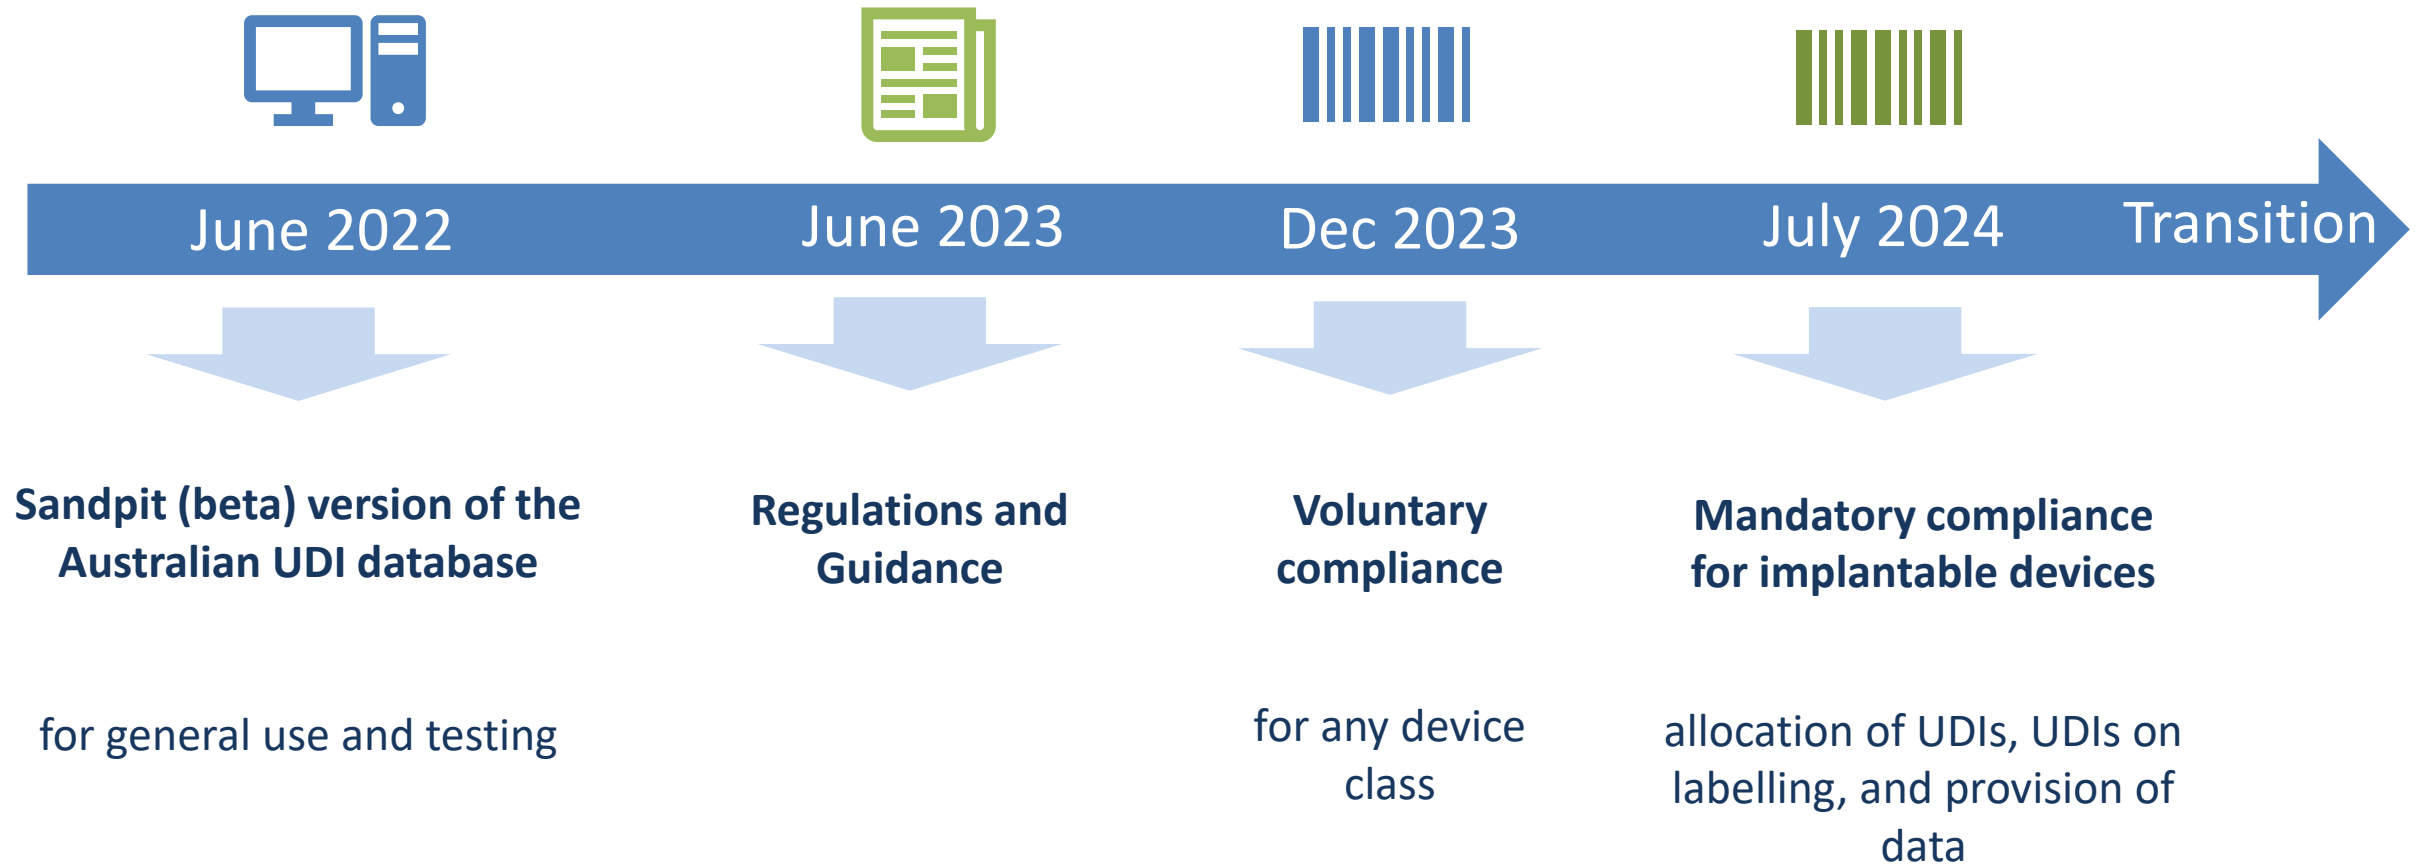 June 2022
June 2023
Dec 2023
July 2024
Transition
Sandpit (beta) version of the
Australian UDI database
for general use and testing
Regulations and
Guidance
Voluntary
compliance
for any device
class
Mandatory compliance
for implantable devices
allocation of UDIs, UDIs on
labelling, and provision of
data